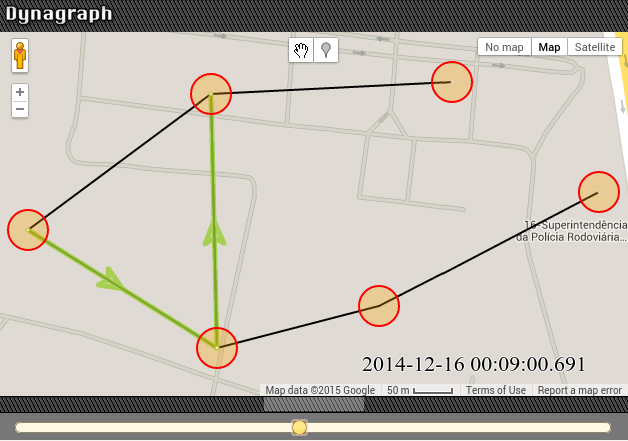 Dynagraph
No map
Map
Satellite
16ª Superintendência
da Polícia Rodoviária...
2014-12-16 00:09:00.691
Map data ©2015 Google 50 m Terms of Use Report a map error